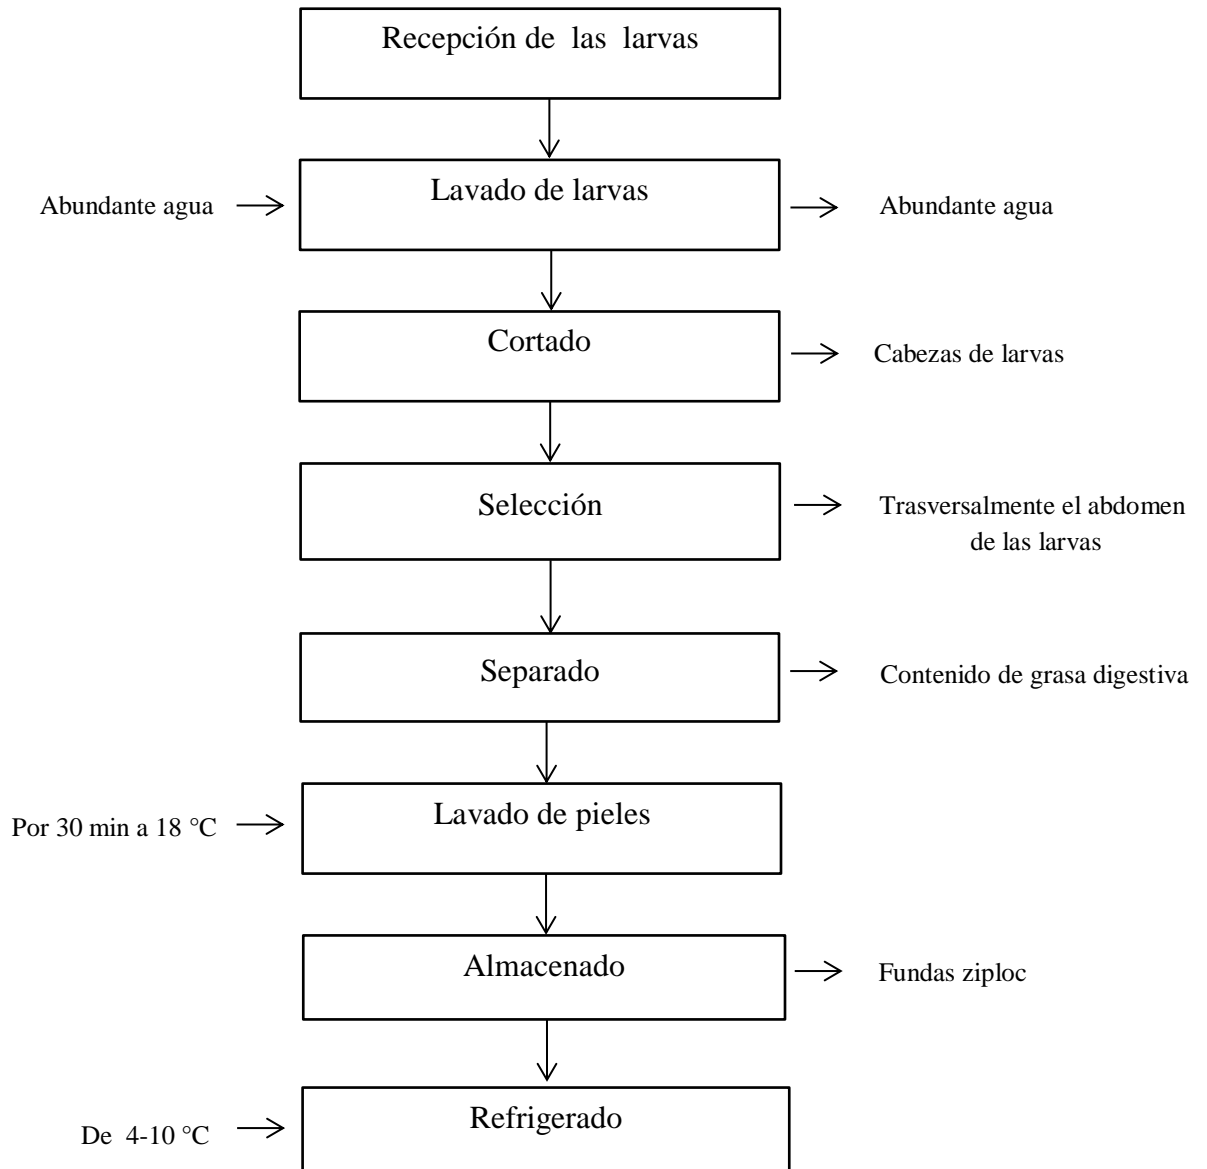 Recepción de las larvas
Abundante agua
Lavado de larvas
Abundante agua
Cortado
Cabezas de larvas
Selección
Trasversalmente el abdomen
de las larvas
Separado
Contenido de grasa digestiva
Por 30 min a 18 °C
Lavado de pieles
Almacenado
Fundas ziploc
De 4-10 °C
Refrigerado